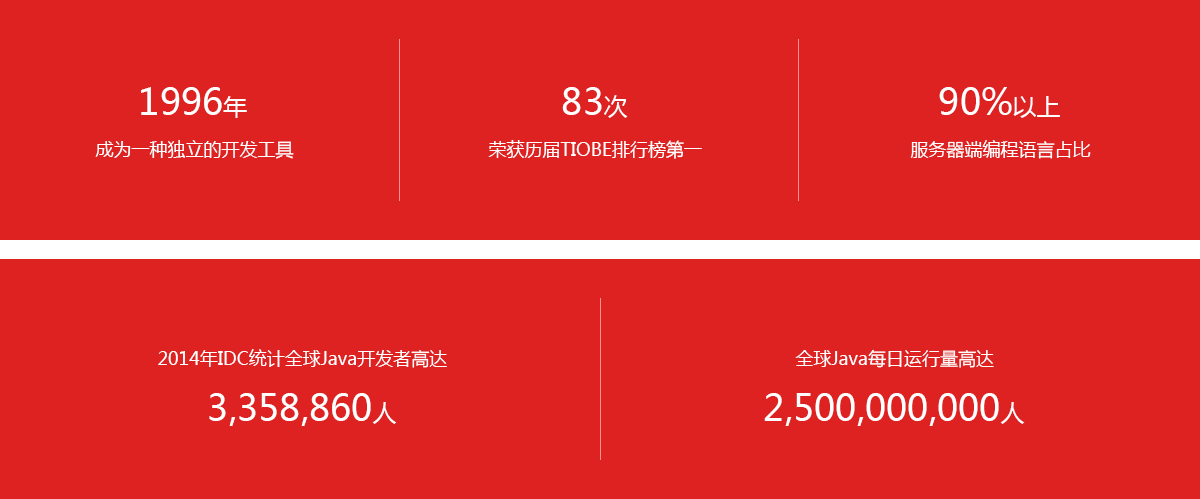 1996年
成为一种独立的开发工具
83次
荣获历届TIOBE排行榜第一
90%以上
服务器端编程语言占比
2014年IDC统计全球Java开发者高达
3,358,860人
全球Java每日运行量高达
2,500,000,000人